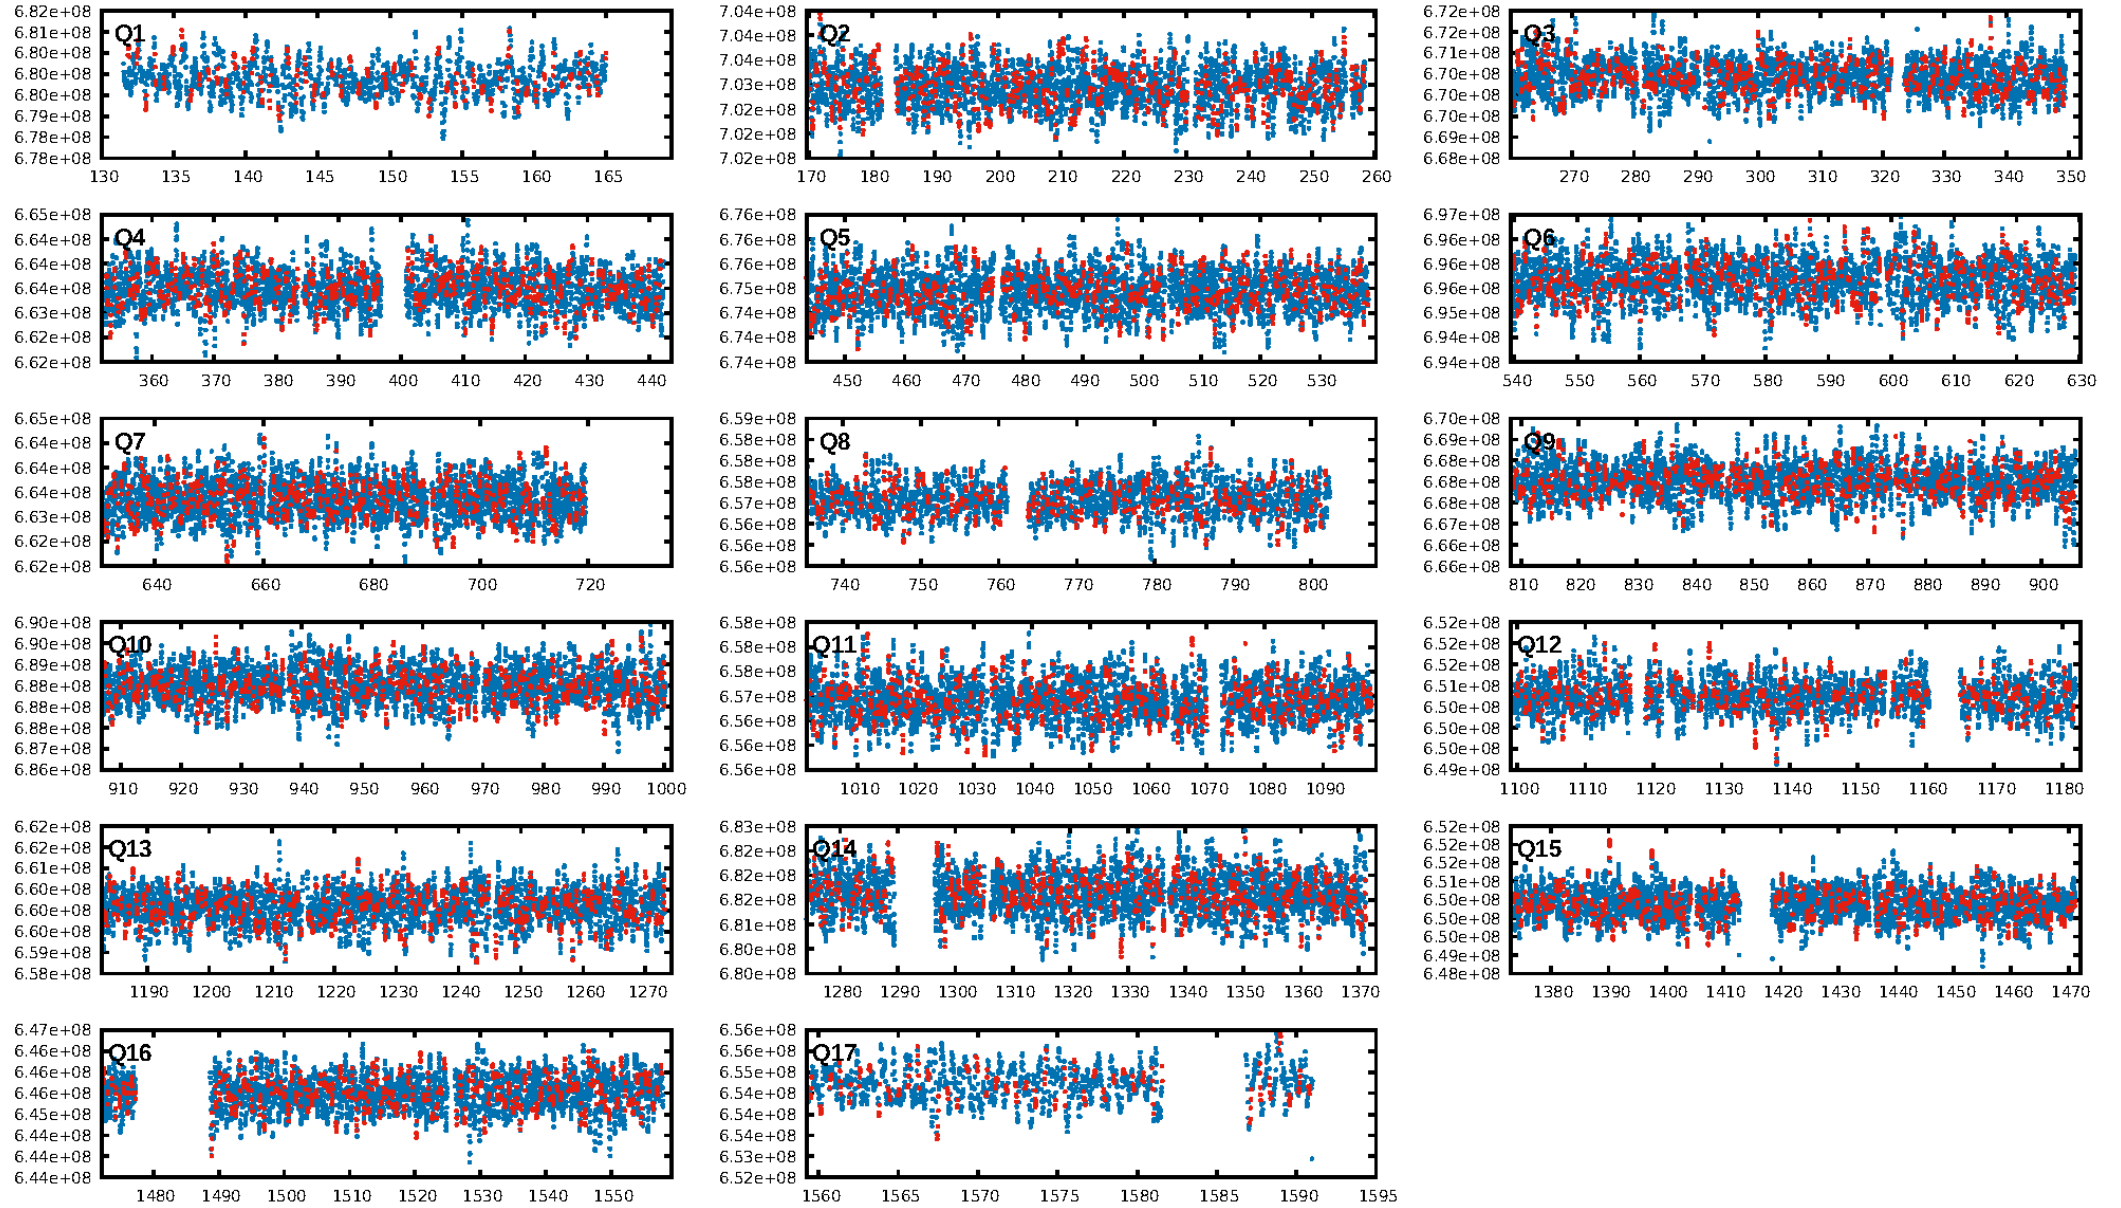 Q1
6.82e+08
6.81e+08
6.80e+08
6.80e+08
6.80e+08
6.79e+08
6.78e+08
6.78e+08
130 135 140 145 150 155 160 165
Q2
7.04e+08
7.04e+08
7.04e+08
7.03e+08
7.02e+08
7.02e+08
7.02e+08
170 180 190 200 210 220 230 240 250 260
Q3
6.72e+08
6.72e+08
6.71e+08
6.70e+08
6.70e+08
6.70e+08
6.69e+08
6.68e+08
270 280 290 300 310 320 330 340 350
Q4
6.65e+08
6.64e+08
6.64e+08
6.64e+08
6.63e+08
6.62e+08
6.62e+08
360 370 380 390 400 410 420 430 440
Q5
6.76e+08
6.76e+08
6.76e+08
6.75e+08
6.74e+08
6.74e+08
6.74e+08
450 460 470 480 490 500 510 520 530
Q6
6.97e+08
6.96e+08
6.96e+08
6.96e+08
6.95e+08
6.94e+08
6.94e+08
540 550 560 570 580 590 600 610 620 630
Q7
6.65e+08
6.64e+08
6.64e+08
6.64e+08
6.63e+08
6.62e+08
6.62e+08
640 660 680 700 720
Q8
6.59e+08
6.58e+08
6.58e+08
6.58e+08
6.57e+08
6.56e+08
6.56e+08
6.56e+08
740 750 760 770 780 790 800
Q9
6.70e+08
6.69e+08
6.68e+08
6.68e+08
6.68e+08
6.67e+08
6.66e+08
6.66e+08
810 820 830 840 850 860 870 880 890 900
Q10
6.90e+08
6.90e+08
6.89e+08
6.88e+08
6.88e+08
6.88e+08
6.87e+08
6.86e+08
910 920 930 940 950 960 970 980 990 1000
Q11
6.58e+08
6.58e+08
6.58e+08
6.57e+08
6.56e+08
6.56e+08
6.56e+08
1010 1020 1030 1040 1050 1060 1070 1080 1090
Q12
6.52e+08
6.52e+08
6.52e+08
6.51e+08
6.50e+08
6.50e+08
6.50e+08
6.49e+08
1100 1110 1120 1130 1140 1150 1160 1170 1180
Q13
6.62e+08
6.62e+08
6.61e+08
6.60e+08
6.60e+08
6.60e+08
6.59e+08
6.58e+08
1190 1200 1210 1220 1230 1240 1250 1260 1270
Q14
6.83e+08
6.82e+08
6.82e+08
6.82e+08
6.81e+08
6.80e+08
6.80e+08
1280 1290 1300 1310 1320 1330 1340 1350 1360 1370
Q15
6.52e+08
6.52e+08
6.52e+08
6.51e+08
6.50e+08
6.50e+08
6.50e+08
6.49e+08
6.48e+08
1380 1390 1400 1410 1420 1430 1440 1450 1460 1470
Q16
6.47e+08
6.46e+08
6.46e+08
6.46e+08
6.45e+08
6.44e+08
6.44e+08
6.44e+08
1480 1490 1500 1510 1520 1530 1540 1550
Q17
6.56e+08
6.56e+08
6.55e+08
6.54e+08
6.54e+08
6.54e+08
6.52e+08
6.52e+08
1560 1565 1570 1575 1580 1585 1590 1595